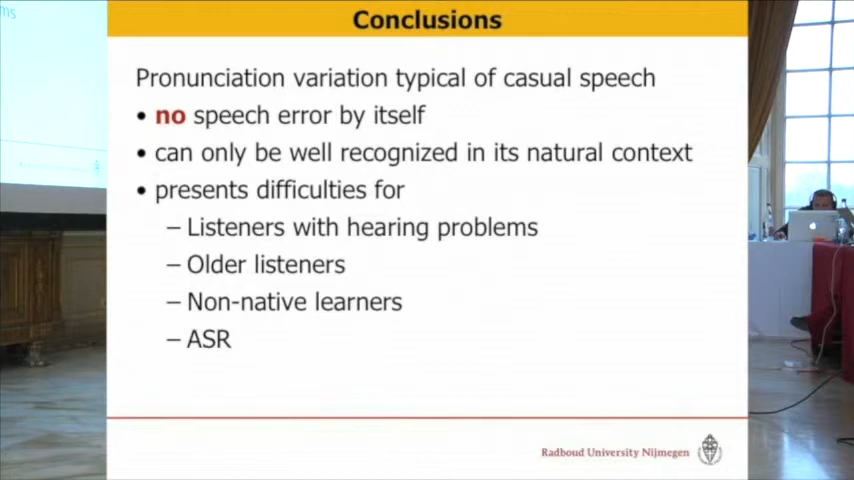 ms
Conclusions
Pronunciation variation typical of casual speech
• no speech error by itself
• can only be well recognized in its natural context
• presents difficulties for
– Listeners with hearing problems
– Older listeners
– Non-native learners
– ASR
Radboud University Nijmegen